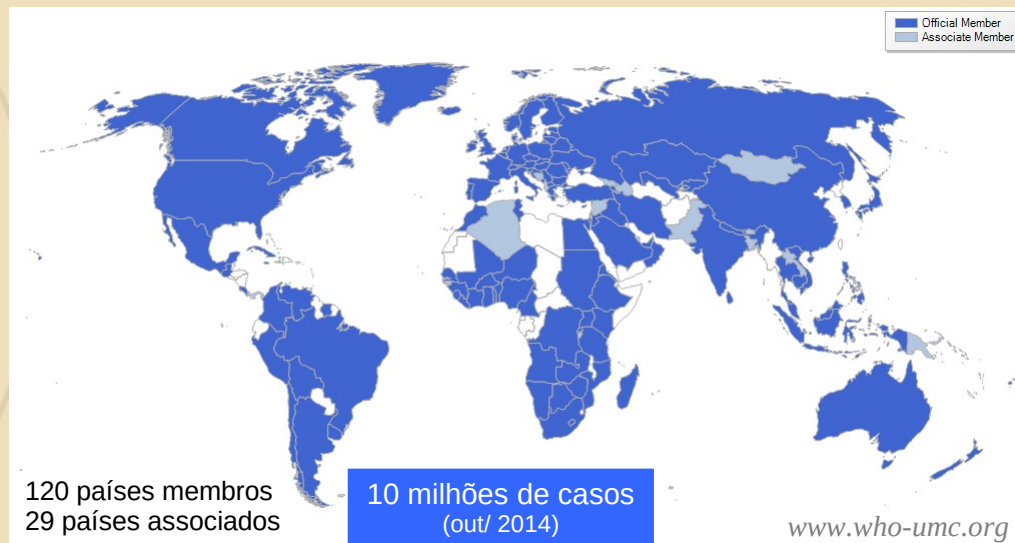 Official Member
Associate Member
120 países membros
29 países associados
10 milhões de casos
(out/ 2014)
www.who-umc.org